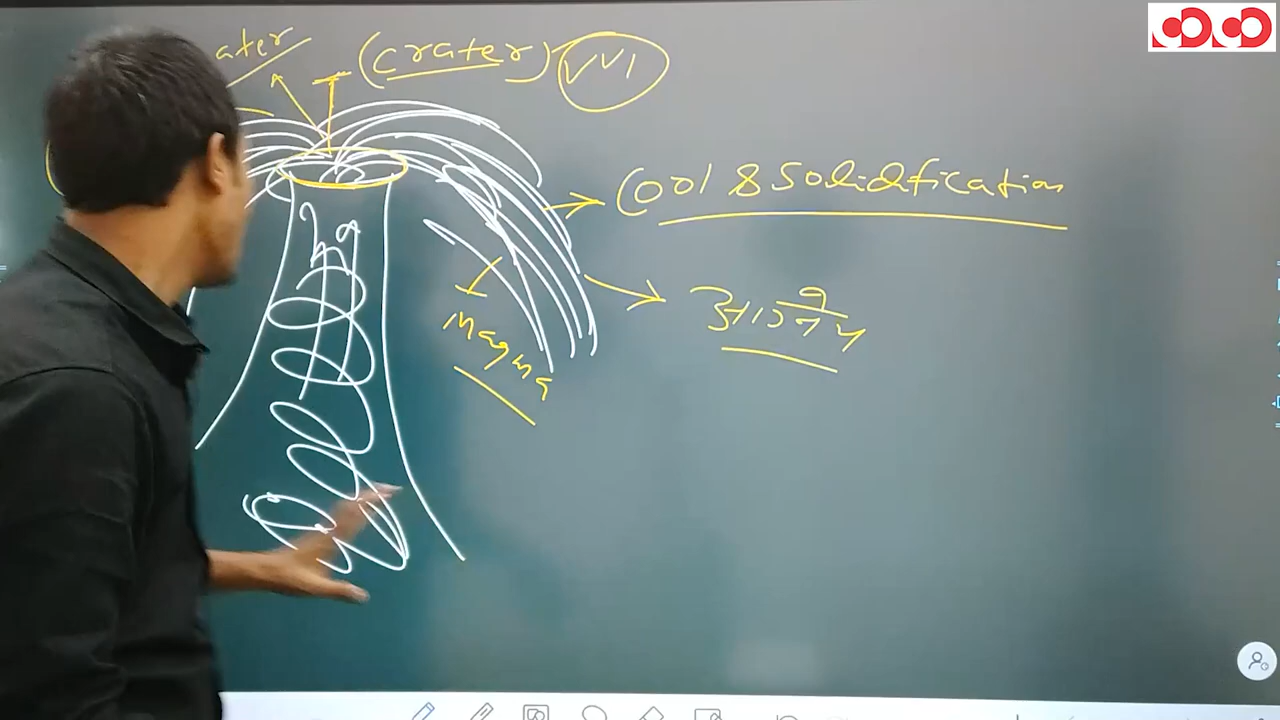 ater
(crater)
VVI
Cool & Solidification
आग्नेय
Magma